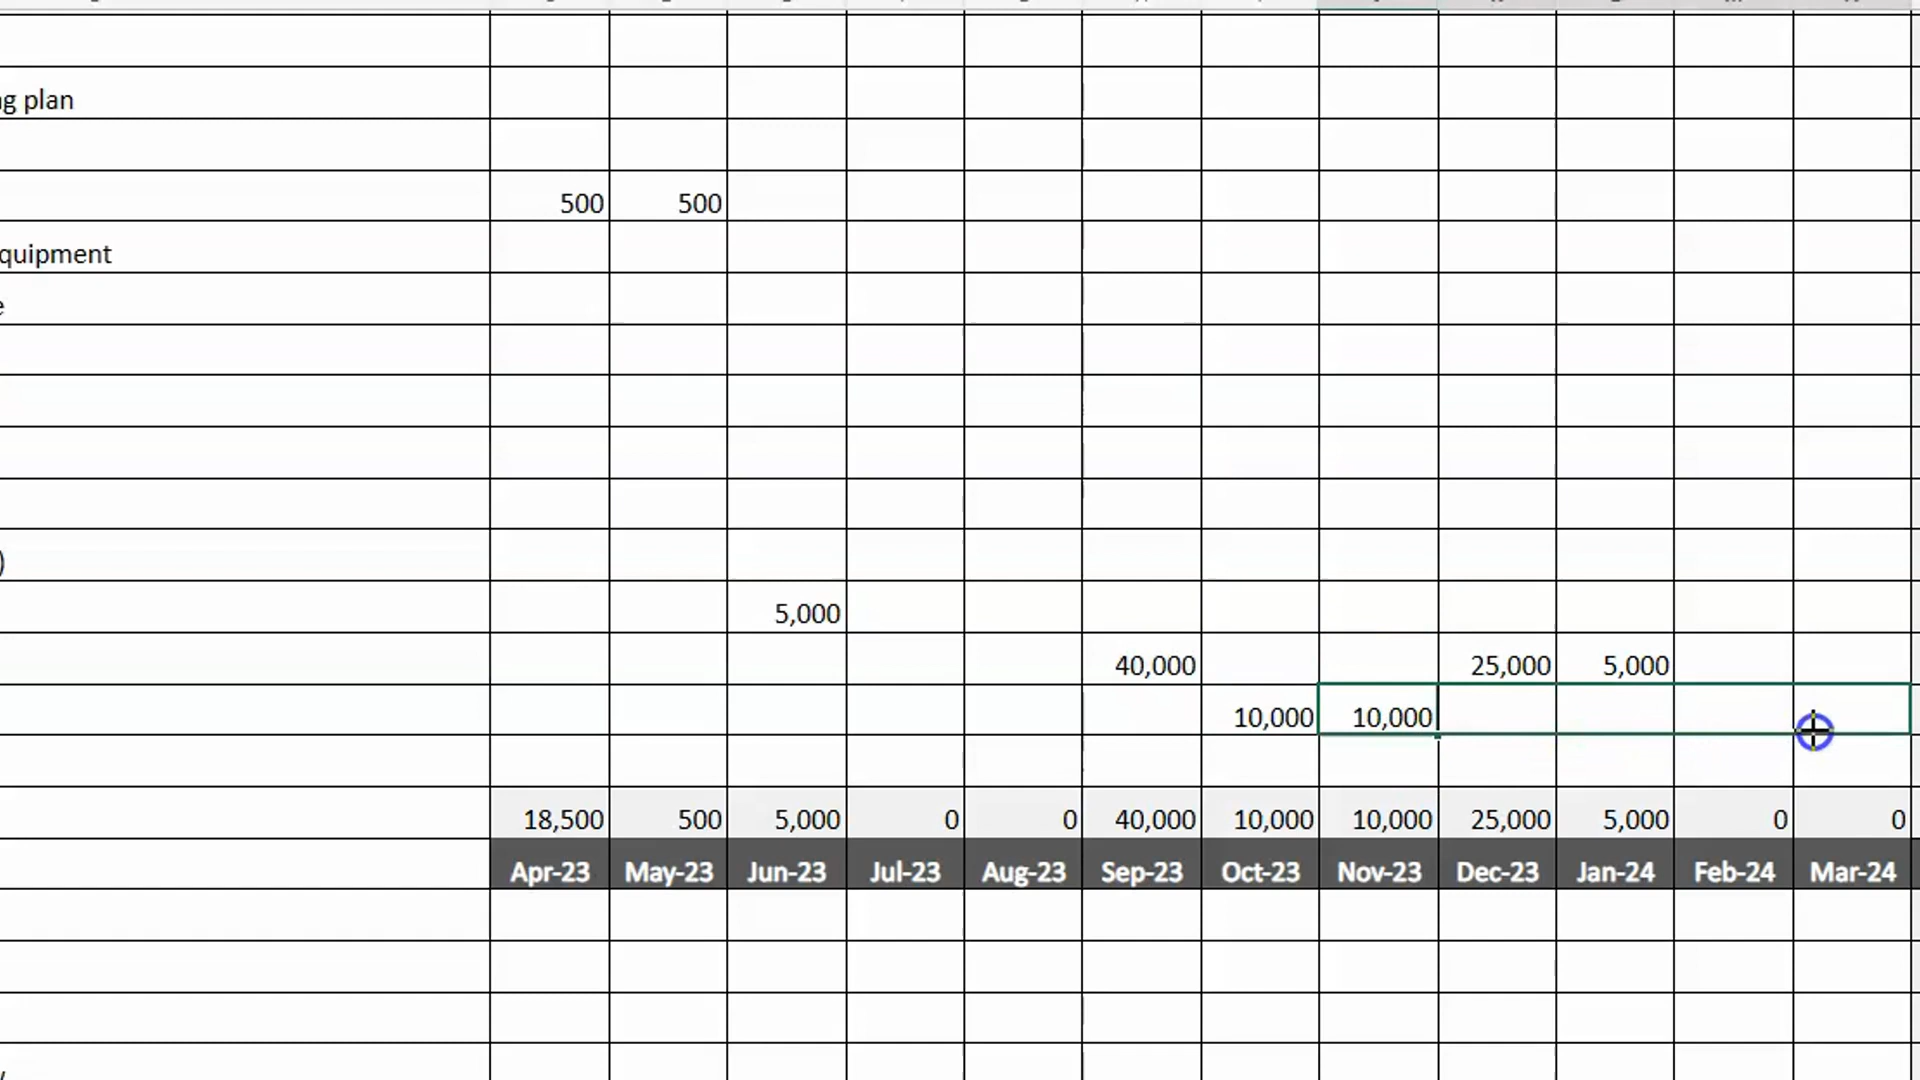 ng plan
500 500
quipment
e
)
5,000
40,000 25,000 5,000
10,000 10,000
18,500 500 5,000 0 0 40,000 10,000 10,000 25,000 5,000 0 0
Apr-23 May-23 Jun-23 Jul-23 Aug-23 Sep-23 Oct-23 Nov-23 Dec-23 Jan-24 Feb-24 Mar-24